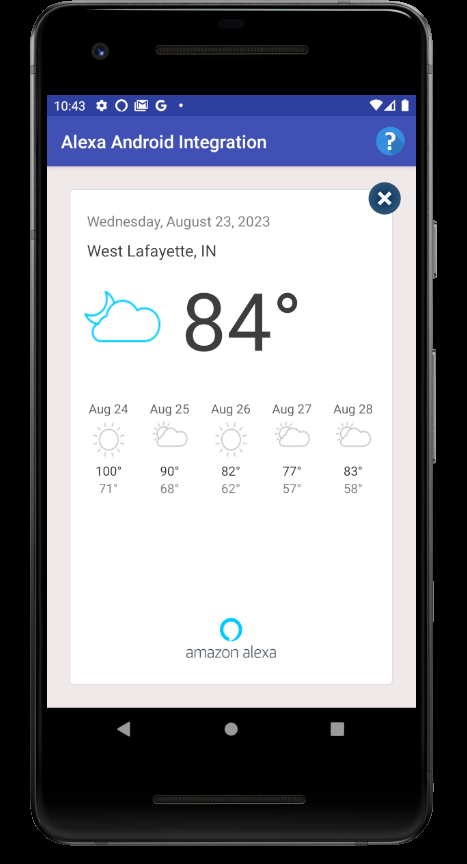 10:43 G
Alexa Android Integration ?
Wednesday, August 23, 2023
West Lafayette, IN
84°
Aug 24 Aug 25 Aug 26 Aug 27 Aug 28
100° 90° 82° 77° 83°
71° 68° 62° 57° 58°
amazon alexa